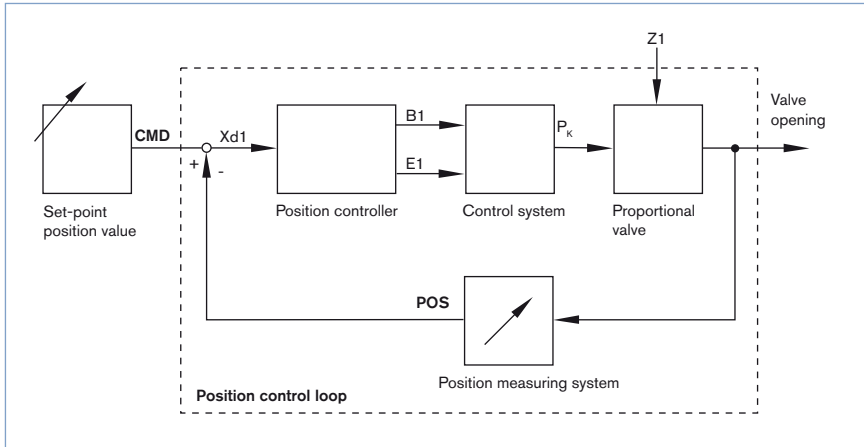 Z1
Valve
opening
CMD
Xd1
B1
E1
P_K
+
-
Set-point
position value
Position controller
Control system
Proportional
valve
POS
Position measuring system
Position control loop